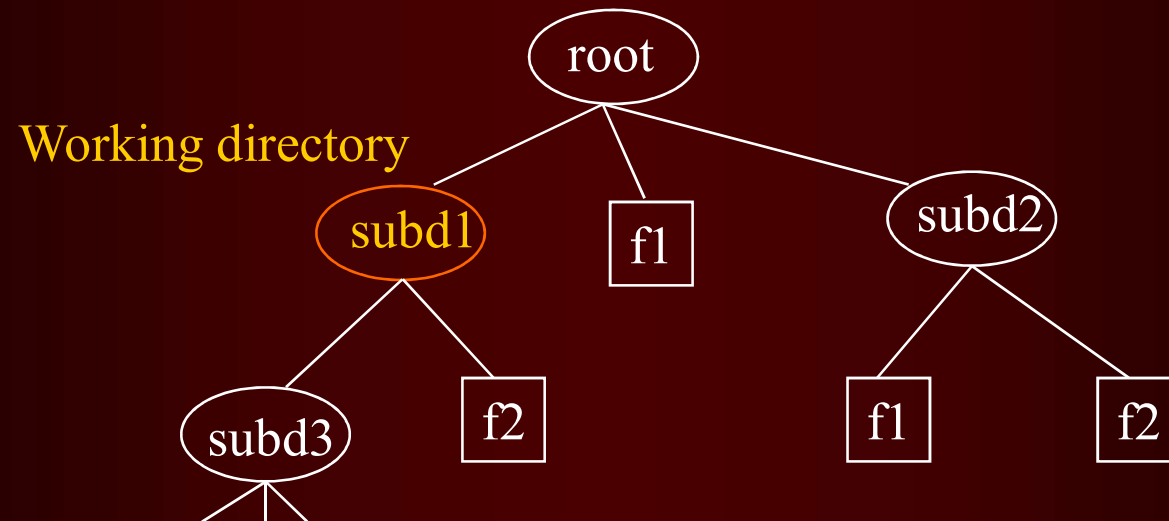 root
Working directory
subd1
f1
subd2
subd3
f2
f1
f2